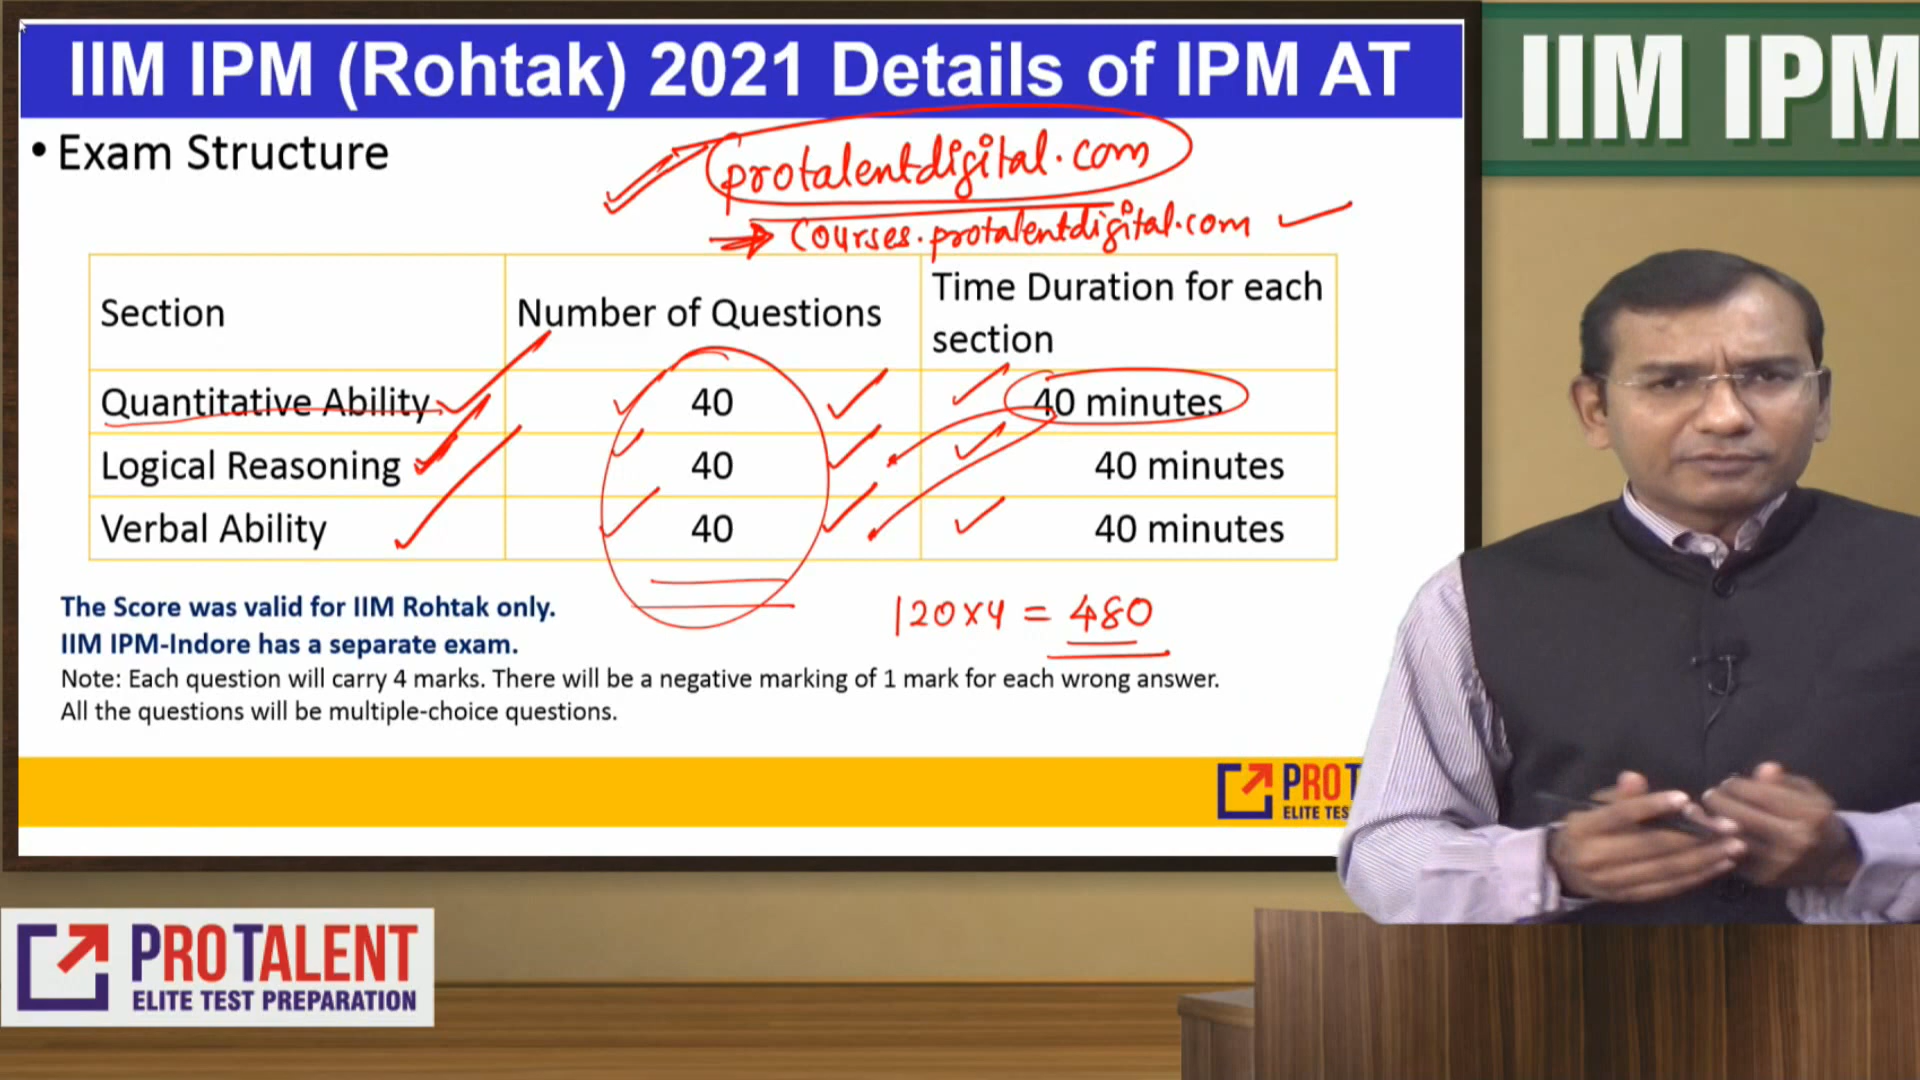 IIM IPM (Rohtak) 2021 Details of IPM AT
IIM IPM
• Exam Structure
protalentdigital.com
courses.protalentdigital.com
Section Number of Questions Time Duration for each section
Quantitative Ability 40 40 minutes
Logical Reasoning 40 40 minutes
Verbal Ability 40 40 minutes
The Score was valid for IIM Rohtak only.
120x4 = 480
IIM IPM-Indore has a separate exam.
Note: Each question will carry 4 marks. There will be a negative marking of 1 mark for each wrong answer.
All the questions will be multiple-choice questions.
PROT
ELITE TES
PROTALENT
ELITE TEST PREPARATION